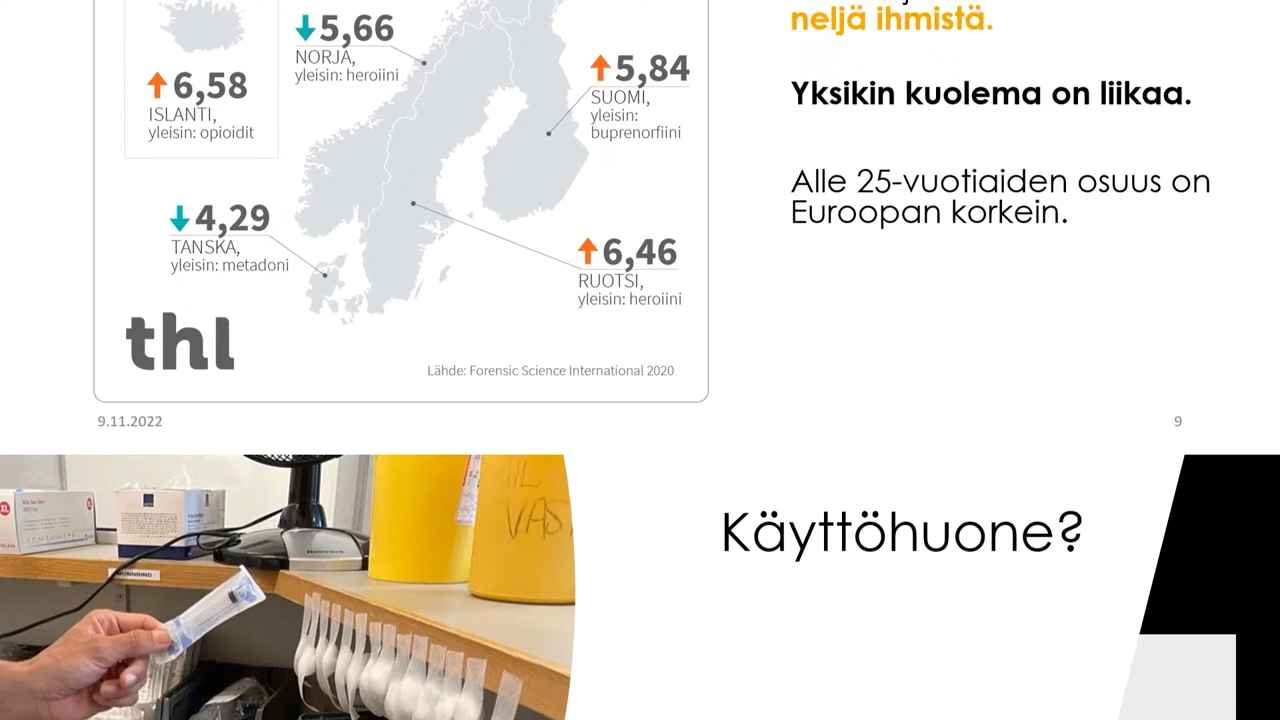 5,66
NORJA,
yleisin: heroiini
6,58
ISLANTI,
yleisin: opioidit
5,84
SUOMI,
yleisin:
buprenorfiini
4,29
TANSKA,
yleisin: metadoni
6,46
RUOTSI,
yleisin: heroiini
thl
Lähde: Forensic Science International 2020
neljä ihmistä.
Yksikin kuolema on liikaa.
Alle 25-vuotiaiden osuus on
Euroopan korkein.
9.11.2022
9
Käyttöhuone?
XL
MUNNBIND